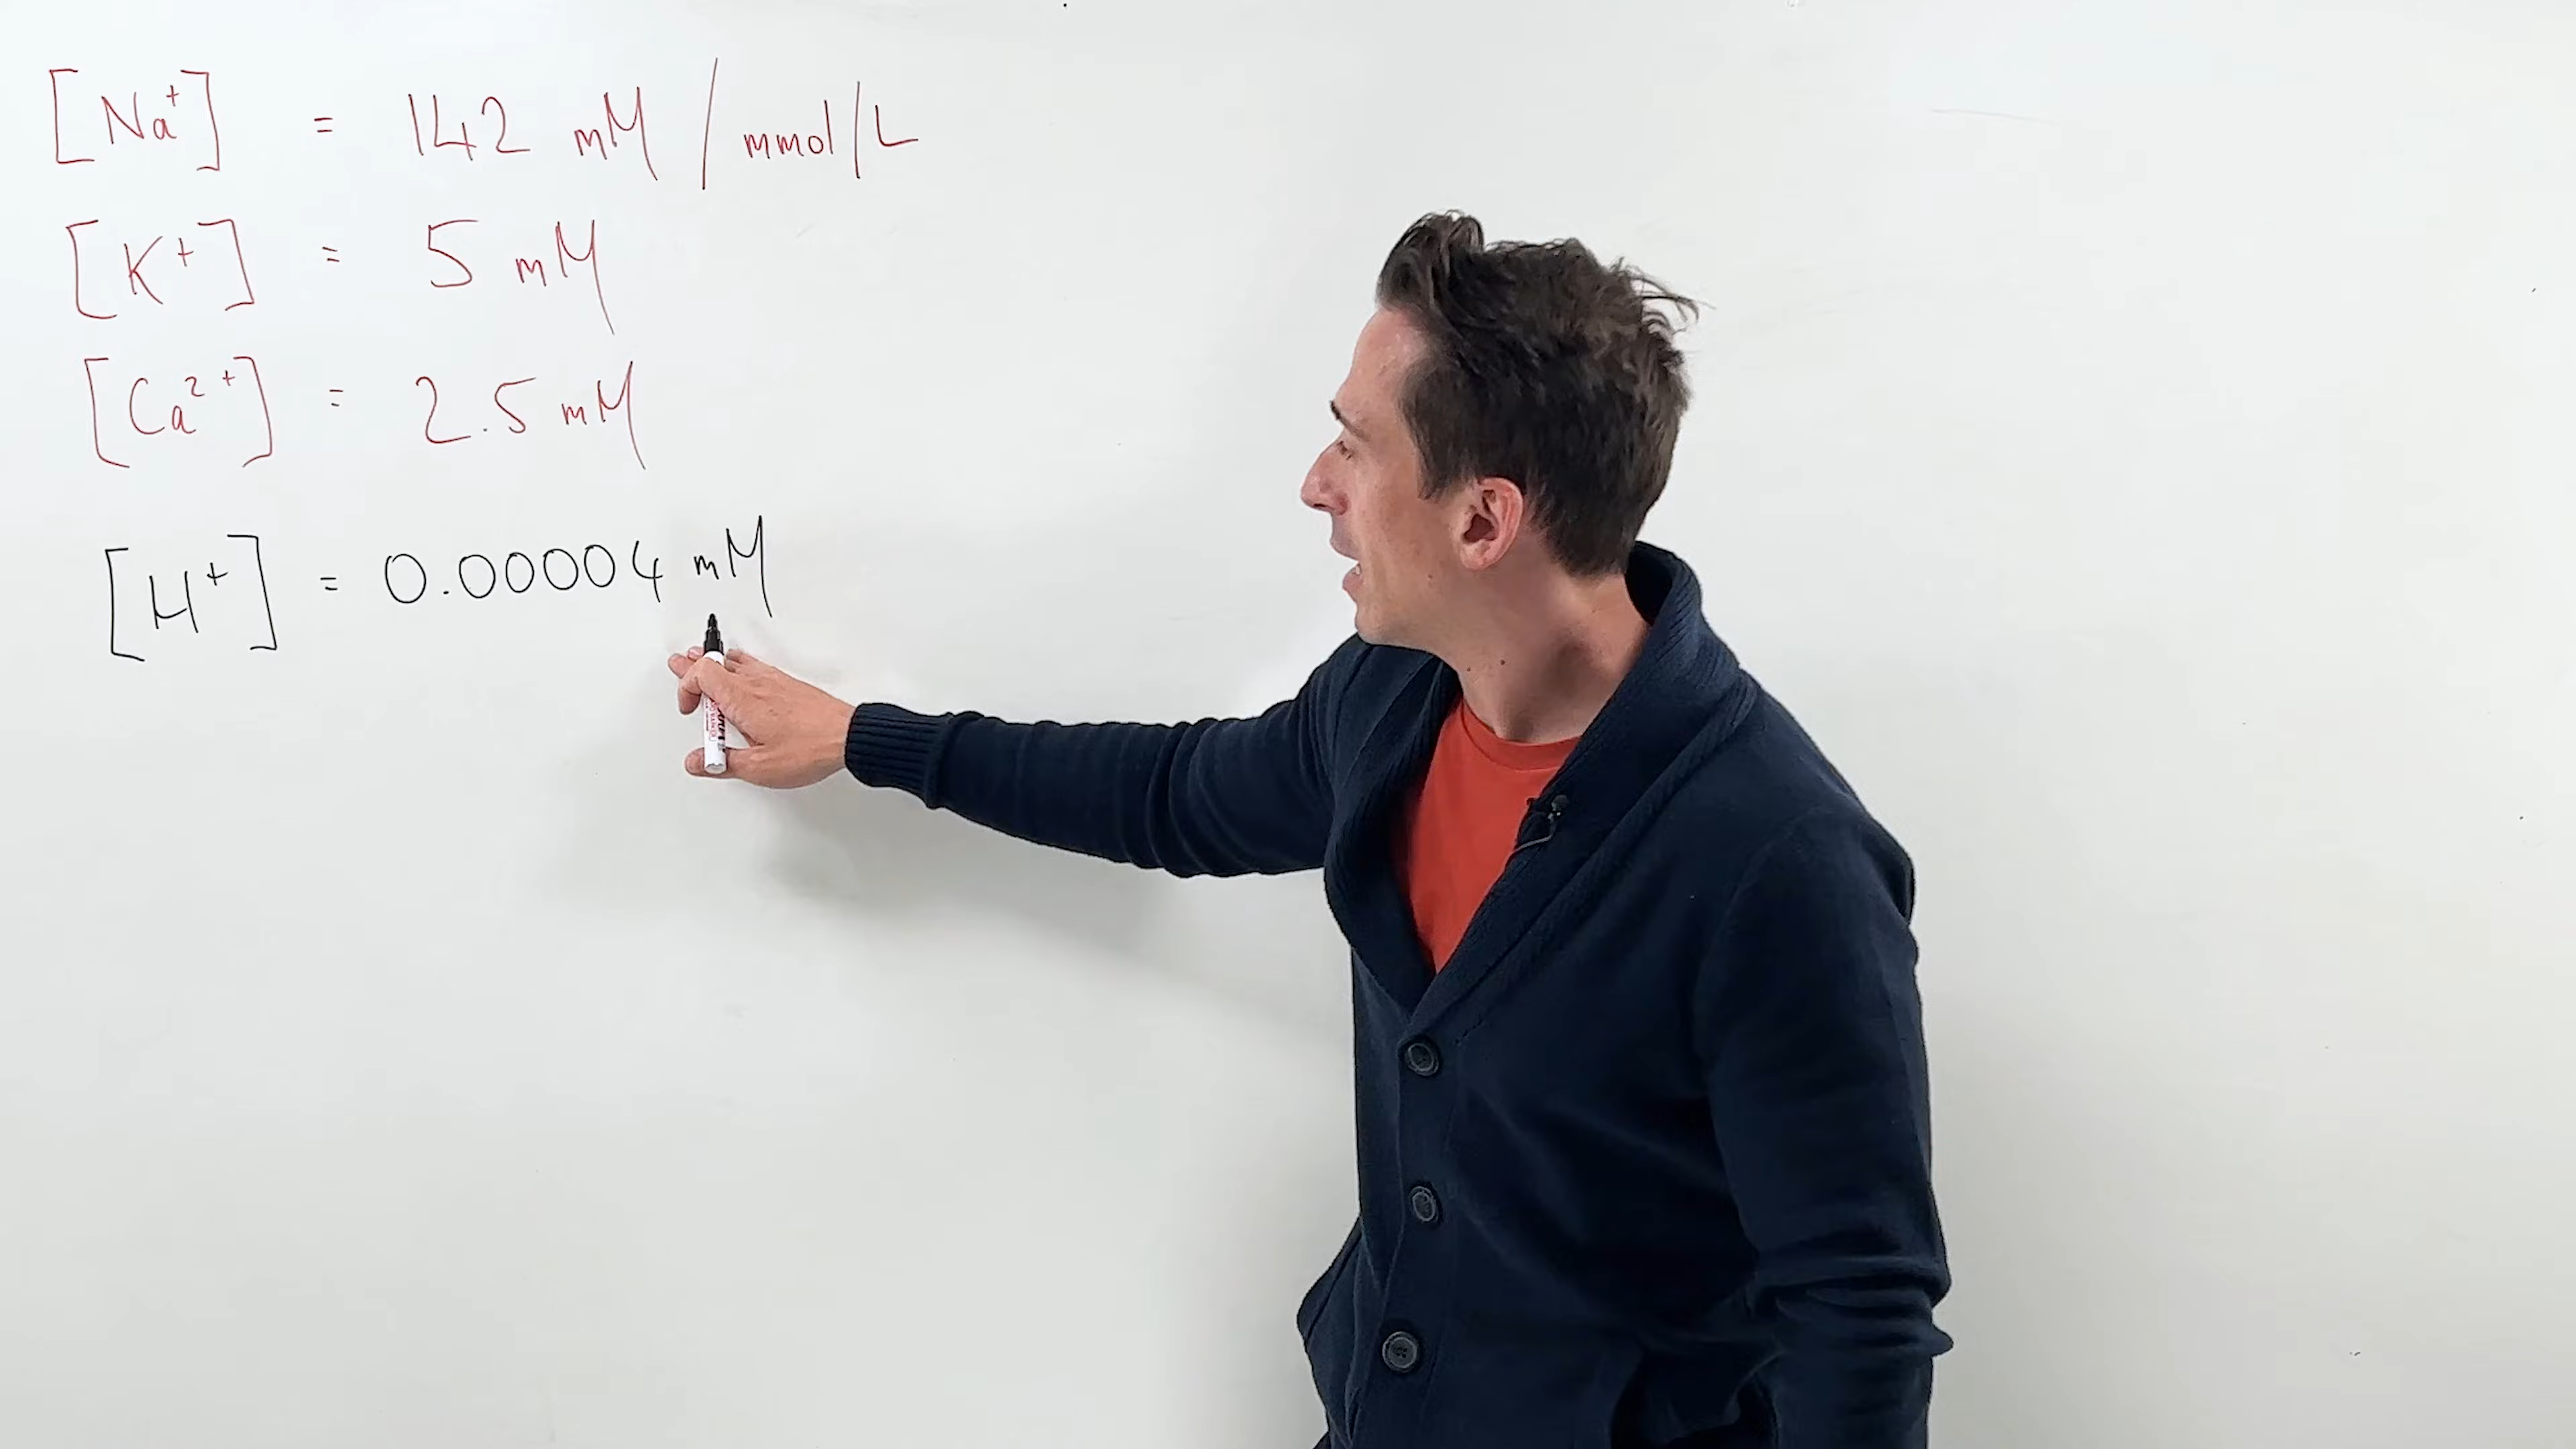 [Na⁺] = 142 mM / mmol/L
[K⁺] = 5 mM
[Ca²⁺] = 2.5 mM
[H⁺] = 0.00004 mM